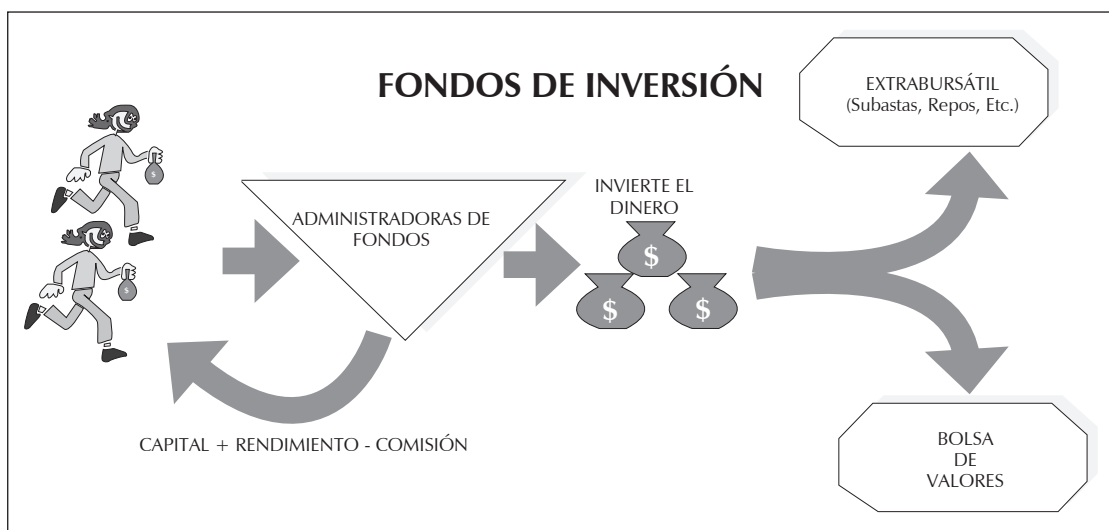 FONDOS DE INVERSIÓN
EXTRABURSÁTIL
(Subastas, Repos, Etc.)
$
$
ADMINISTRADORAS DE
FONDOS
INVIERTE EL
DINERO
$
$
$
CAPITAL + RENDIMIENTO - COMISIÓN
BOLSA
DE
VALORES